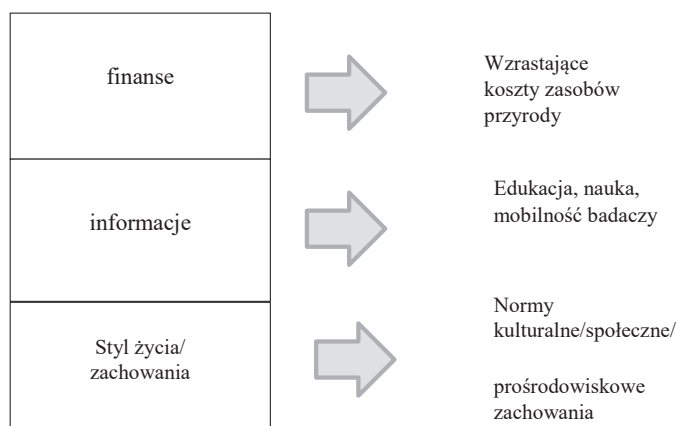 finanse
Wzrastające
koszty zasobów
przyrody
informacje
Edukacja, nauka,
mobilność badaczy
Styl życia/
zachowania
Normy
kulturalne/społeczne/
prośrodowiskowe
zachowania